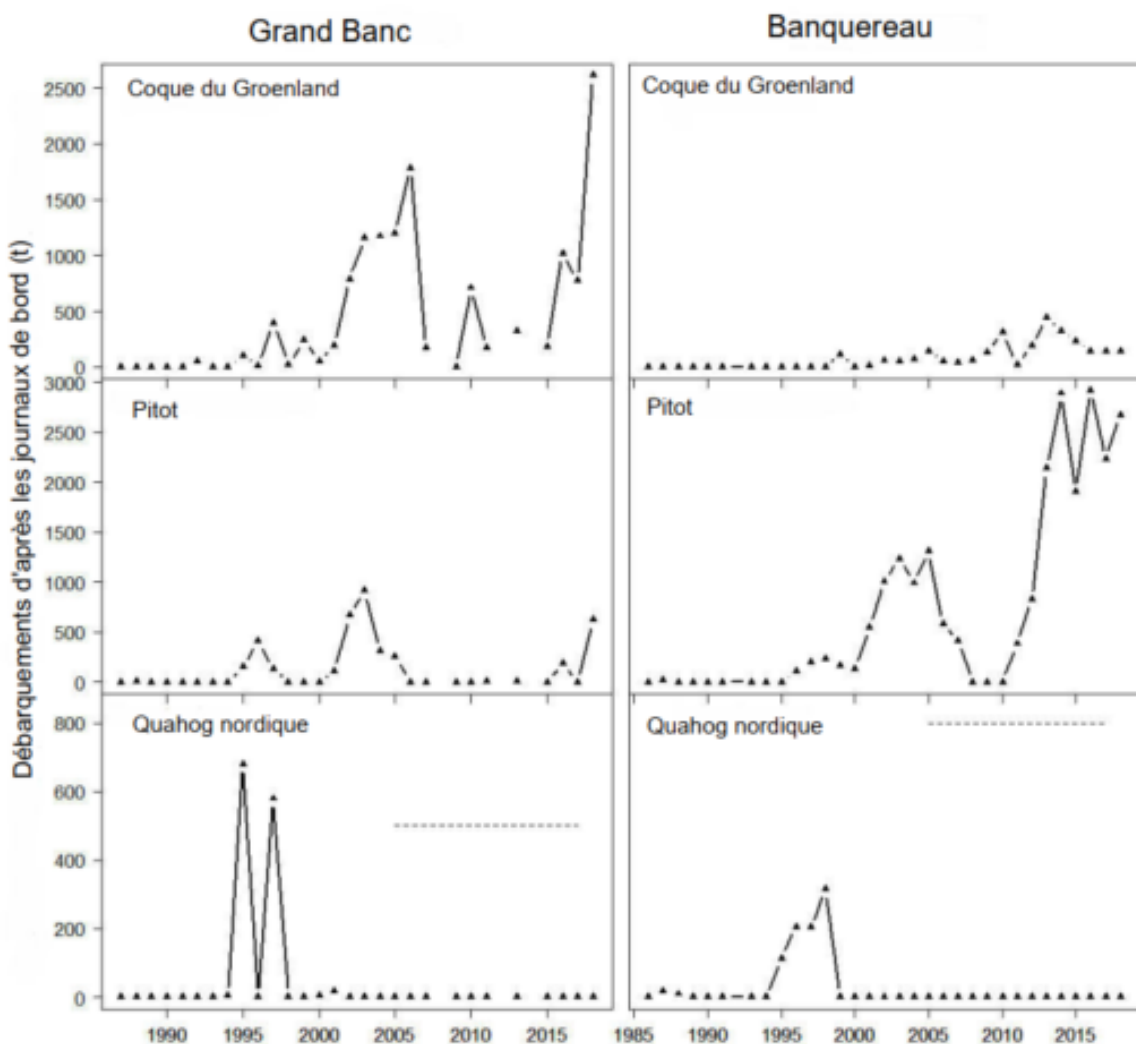 Grand Banc
Banquereau
Débarquements d'après les journaux de bord (t)
Coque du Groenland
2500
2000
1500
1000
500
0
Coque du Groenland
Pitot
3000
2500
2000
1500
1000
500
0
Pitot
Quahog nordique
800
600
400
200
0
Quahog nordique
1990 1995 2000 2005 2010 2015
1985 1990 1995 2000 2005 2010 2015